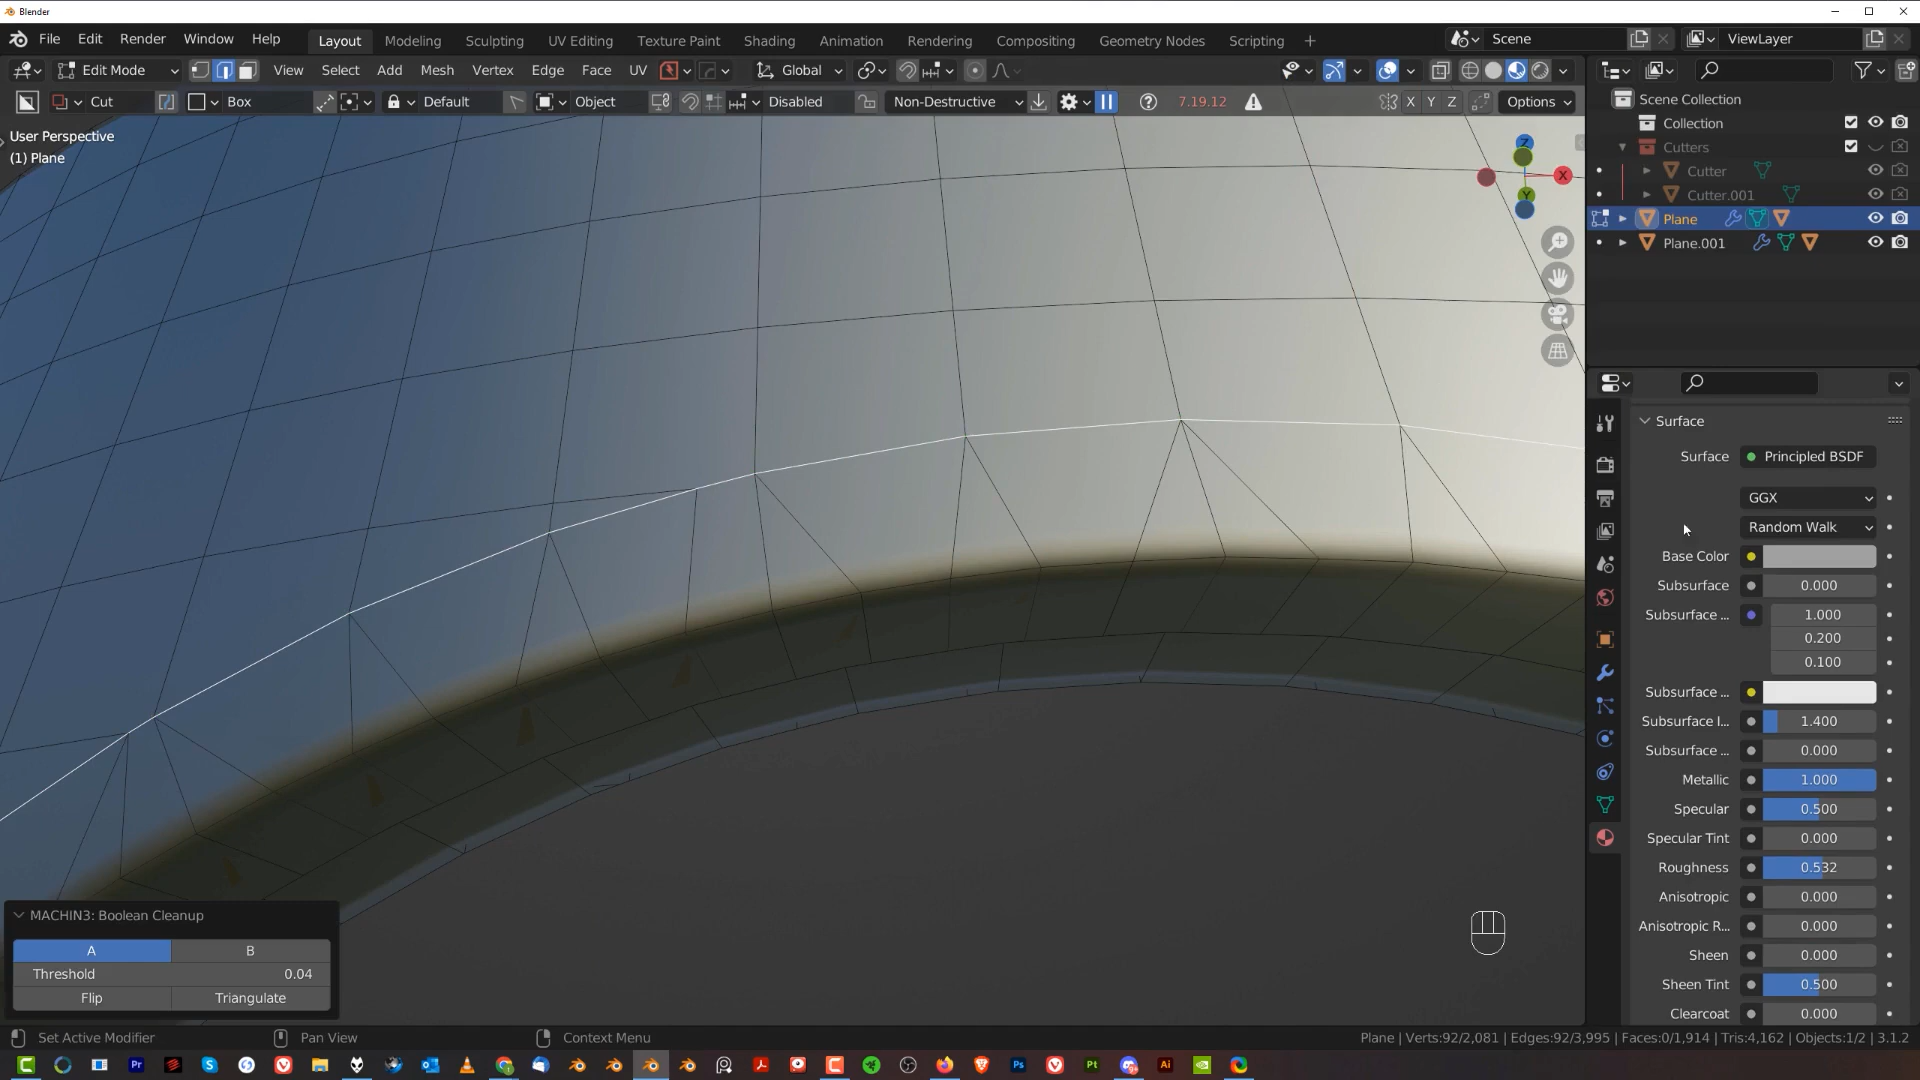 Blender
File Edit Render Window Help Layout Modeling Sculpting UV Editing Texture Paint Shading Animation Rendering Compositing Geometry Nodes Scripting + Scene ViewLayer
Edit Mode View Select Add Mesh Vertex Edge Face UV Global
Cut Box Default Object Disabled Non-Destructive 7.19.12 X Y Z Options
User Perspective
(1) Plane
Z
X
Y
Scene Collection
Collection
Cutters
Cutter
Cutter.001
Plane
Plane.001
Surface
Surface Principled BSDF
GGX
Random Walk
Base Color
Subsurface 0.000
Subsurface ... 1.000
0.200
0.100
Subsurface ...
Subsurface I... 1.400
Subsurface ... 0.000
Metallic 1.000
Specular 0.500
Specular Tint 0.000
Roughness 0.532
Anisotropic 0.000
Anisotropic R... 0.000
Sheen 0.000
Sheen Tint 0.500
Clearcoat 0.000
MACHIN3: Boolean Cleanup
A B
Threshold 0.04
Flip Triangulate
Set Active Modifier Pan View Context Menu Plane | Verts:92/2,081 | Edges:92/3,995 | Faces:0/1,914 | Tris:4,162 | Objects:1/2 | 3.1.2
Pr Ps Pt Ai